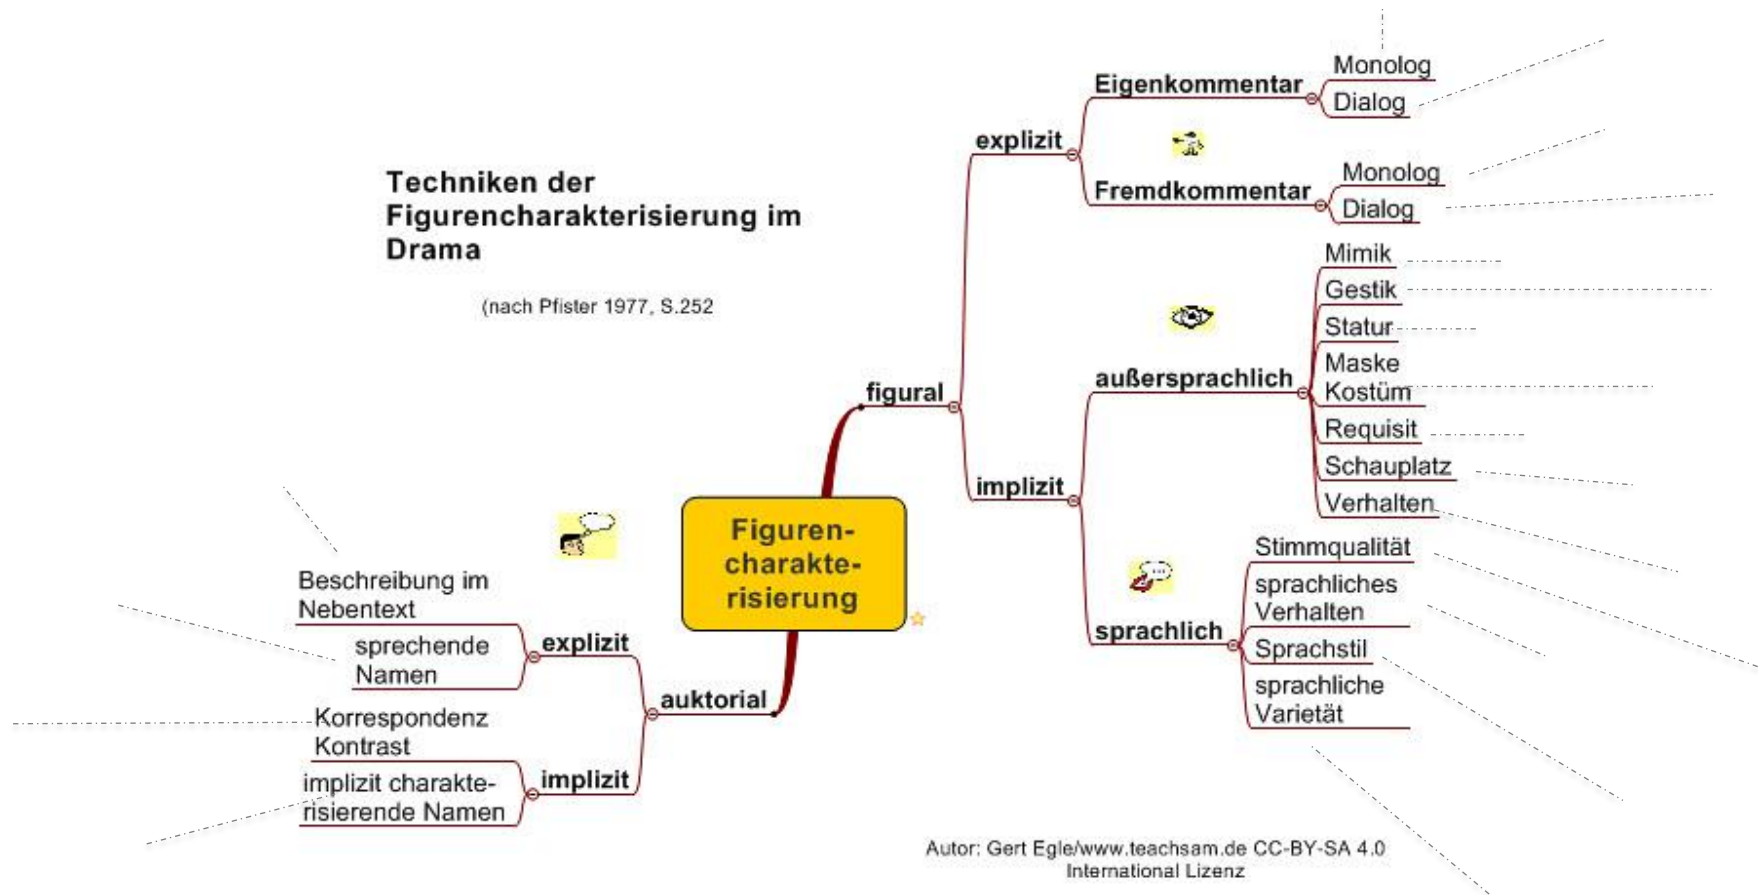 Techniken der
Figurencharakterisierung im
Drama
(nach Pfister 1977, S.252
Figuren-
charakte-
risierung
figural
explizit
Eigenkommentar
Monolog
Dialog
Fremdkommentar
Monolog
Dialog
implizit
außersprachlich
Mimik
Gestik
Statur
Maske
Kostüm
Requisit
Schauplatz
Verhalten
sprachlich
Stimmqualität
sprachliches
Verhalten
Sprachstil
sprachliche
Varietät
auktorial
explizit
Beschreibung im
Nebentext
sprechende
Namen
implizit
Korrespondenz
Kontrast
implizit charakte-
risierende Namen
Autor: Gert Egle/www.teachsam.de CC-BY-SA 4.0
International Lizenz